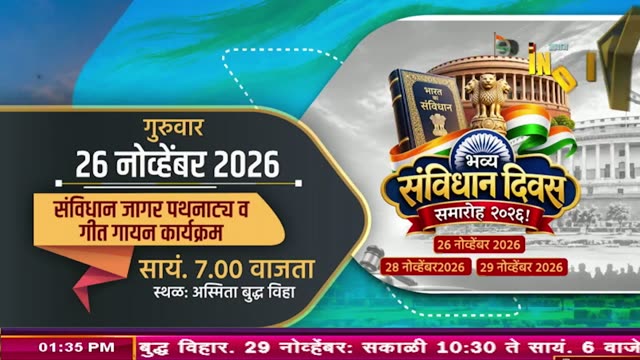 गुरुवार
26 नोव्हेंबर 2026
संविधान जागर पथनाट्य व
गीत गायन कार्यक्रम
सायं. 7.00 वाजता
स्थळ: अस्मिता बुद्ध विहा
भारत
का
संविधान
भव्य
संविधान दिवस
समारोह २०२६!
26 नोव्हेंबर 2026
28 नोव्हेंबर2026
29 नोव्हेंबर 2026
01:35 PM
बुद्ध विहार. 29 नोव्हेंबर: सकाळी 10:30 ते सायं. 6 वाजे